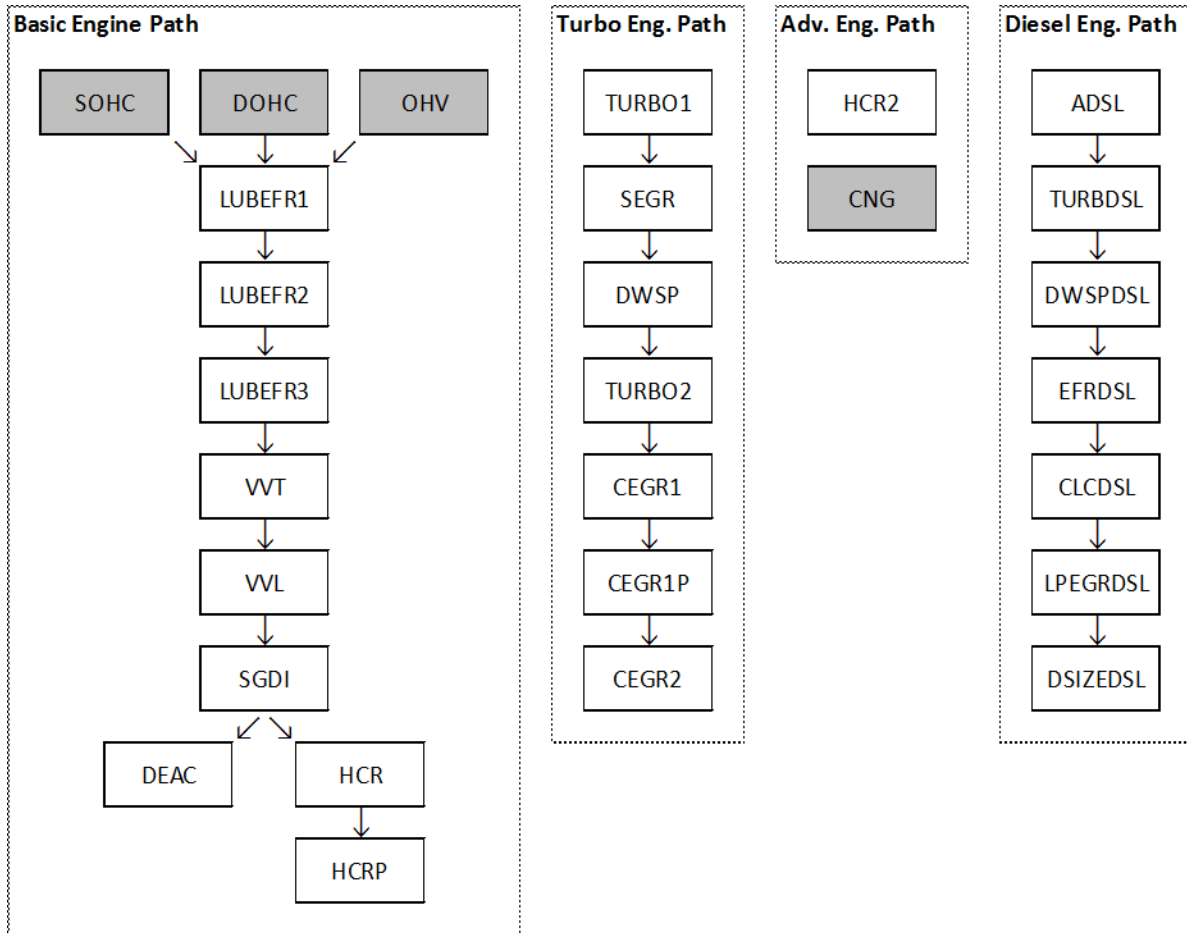 Basic Engine Path
SOHC
DOHC
OHV
LUBEFR1
LUBEFR2
LUBEFR3
VVT
VVL
SGDI
DEAC
HCR
HCRP
Turbo Eng. Path
TURBO1
SEGR
DWSP
TURBO2
CEGR1
CEGR1P
CEGR2
Adv. Eng. Path
HCR2
CNG
Diesel Eng. Path
ADSL
TURBDSL
DWSPDSL
EFRDSL
CLCDSL
LPEGRDSL
DSIZEDSL